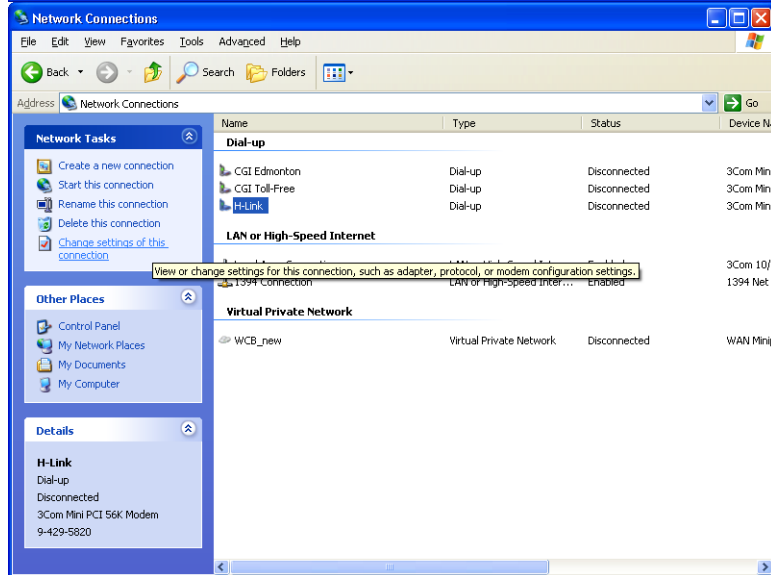 Network Connections
File Edit View Favorites Tools Advanced Help
Back Search Folders
Address Network Connections Go
Name Type Status Device N
Network Tasks
Create a new connection
Start this connection
Rename this connection
Delete this connection
Change settings of this
connection
Other Places
Control Panel
My Network Places
My Documents
My Computer
Details
H-Link
Dial-up
Disconnected
3Com Mini PCI 56K Modem
9-429-5820
Dial-up
CGI Edmonton Dial-up Disconnected 3Com Min
CGI Toll-Free Dial-up Disconnected 3Com Min
H-Link Dial-up Disconnected 3Com Min
LAN or High-Speed Internet
3Com 10/
View or change settings for this connection, such as adapter, protocol, or modem configuration settings.
1394 Connection LAN or High-Speed Inter... Enabled 1394 Net
Virtual Private Network
WCB_new Virtual Private Network Disconnected WAN Mini